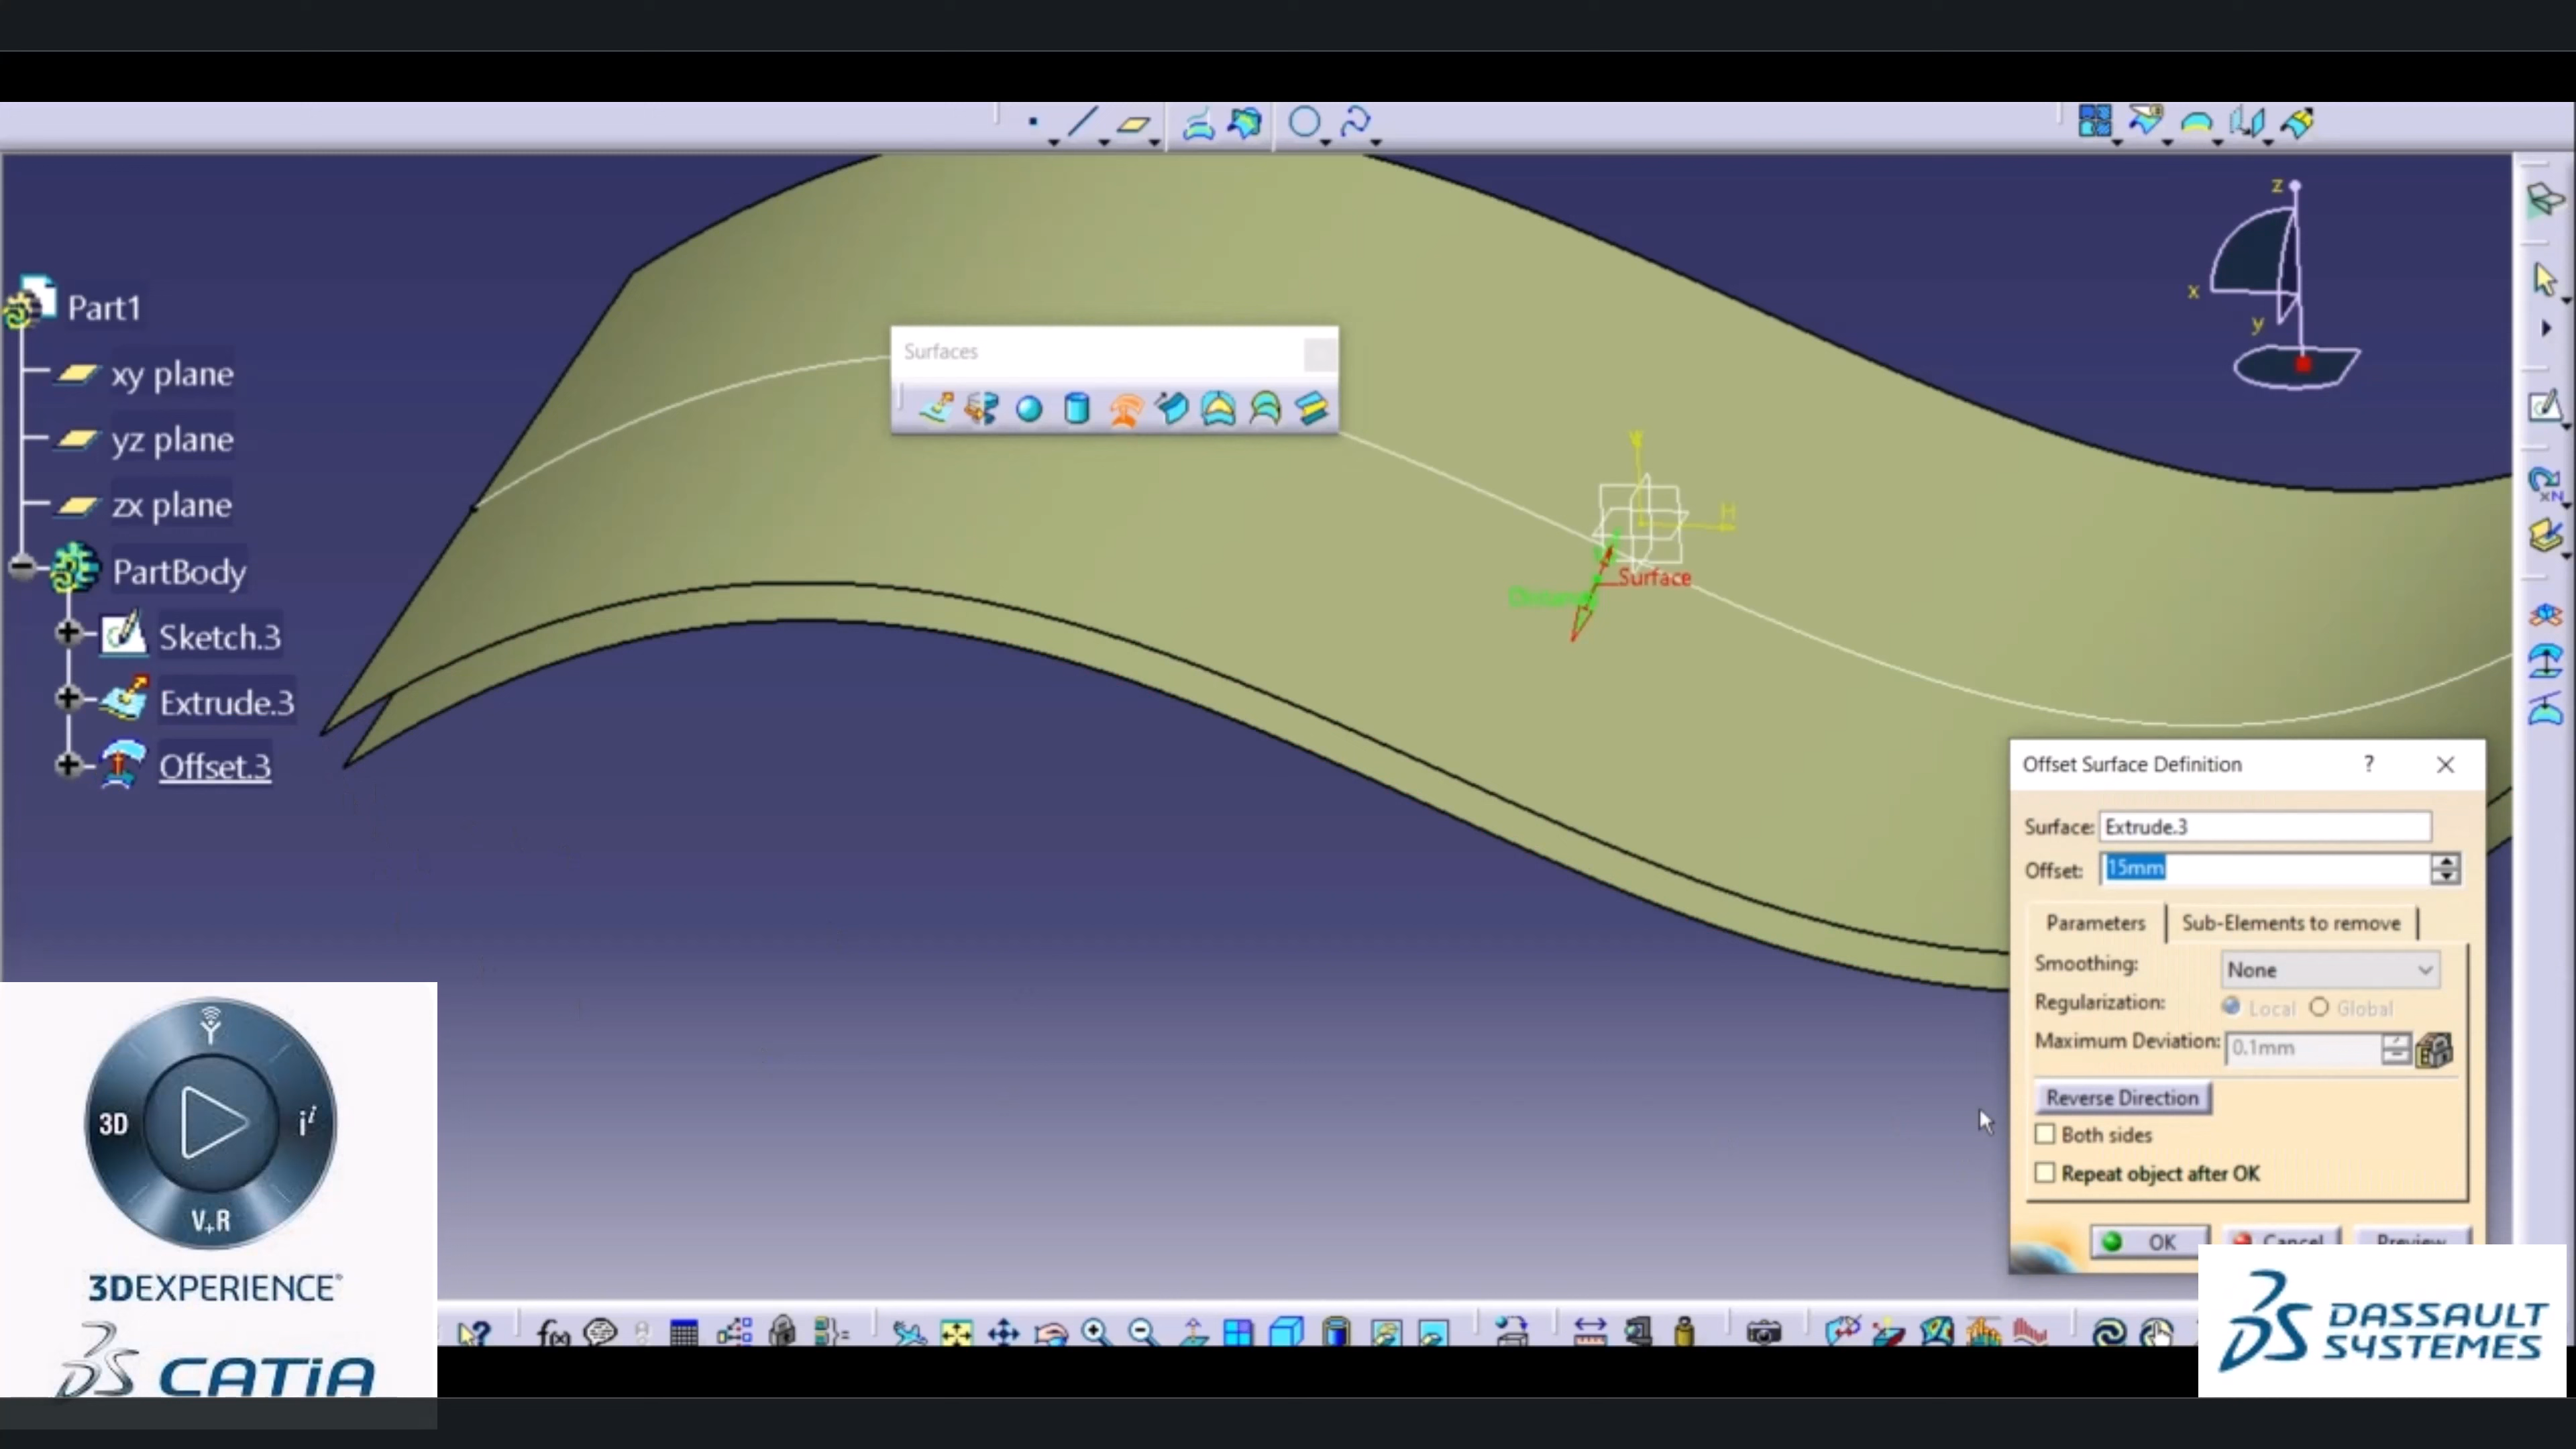 z
x
y
Part1
xy plane
yz plane
zx plane
PartBody
Sketch.3
Extrude.3
Offset.3
Surfaces
V
H
Surface
Offset Surface Definition ? 
Surface: Extrude.3
Offset: 15mm
Parameters
Sub-Elements to remove
Smoothing: None
Regularization: Local Global
Maximum Deviation: 0.1mm
Reverse Direction
Both sides
Repeat object after OK
OK Cancel Preview
3D
i
V+R
3DEXPERIENCE®
CATIA
f(x)
DASSAULT
SYSTEMES